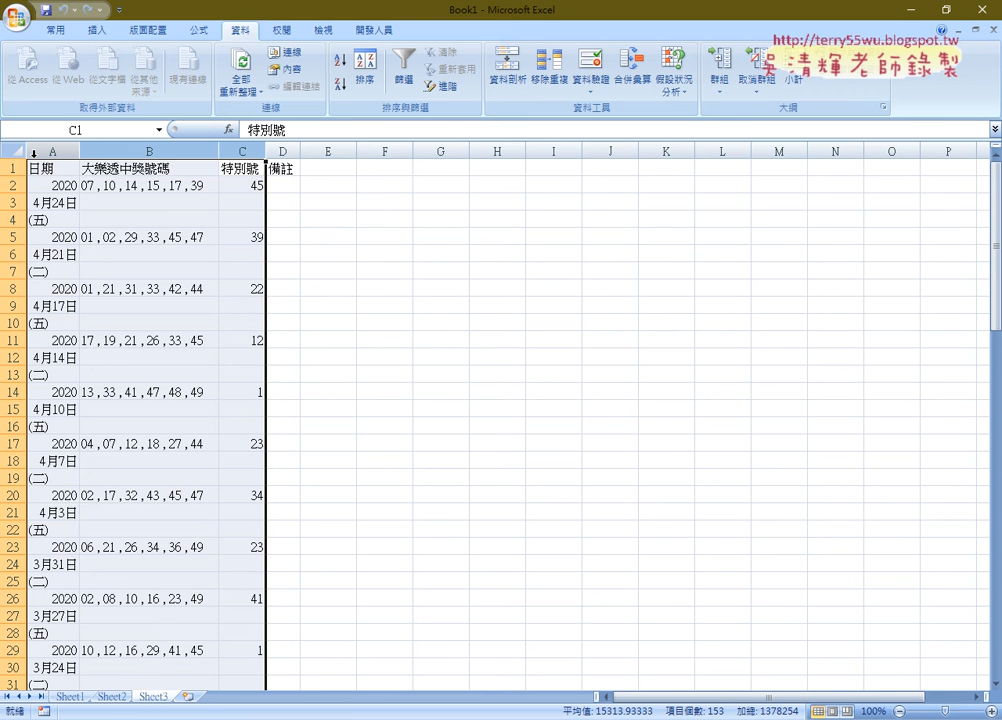 Book1 - Microsoft Excel
常用 插入 版面配置 公式 資料 校閱 檢視 開發人員
http://terry55wu.blogspot.tw
吳清輝老師錄製
從 Access 從 Web 從文字檔 從其他來源 現有連線
取得外部資料
全部重新整理 連線 內容 編輯連結
連線
排序 篩選 清除 重新套用 進階
排序與篩選
資料剖析 移除重複 資料驗證 合併彙算 假設狀況分析
資料工具
群組 取消群組 小計
大綱
C1 fx 特別號
A B C D E F G H I J K L M N O P
1 日期 大樂透中獎號碼 特別號 備註
2 2020 07,10,14,15,17,39 45
3 4月24日
4 (五)
5 2020 01,02,29,33,45,47 39
6 4月21日
7 (二)
8 2020 01,21,31,33,42,44 22
9 4月17日
10 (五)
11 2020 17,19,21,26,33,45 12
12 4月14日
13 (二)
14 2020 13,33,41,47,48,49 1
15 4月10日
16 (五)
17 2020 04,07,12,18,27,44 23
18 4月7日
19 (二)
20 2020 02,17,32,43,45,47 34
21 4月3日
22 (五)
23 2020 06,21,26,34,36,49 23
24 3月31日
25 (二)
26 2020 02,08,10,16,23,49 41
27 3月27日
28 (五)
29 2020 10,12,16,29,41,45 1
30 3月24日
31 (二)
Sheet1 Sheet2 Sheet3
就緒 平均值: 15313.93333 項目個數: 153 加總: 1378254 100%